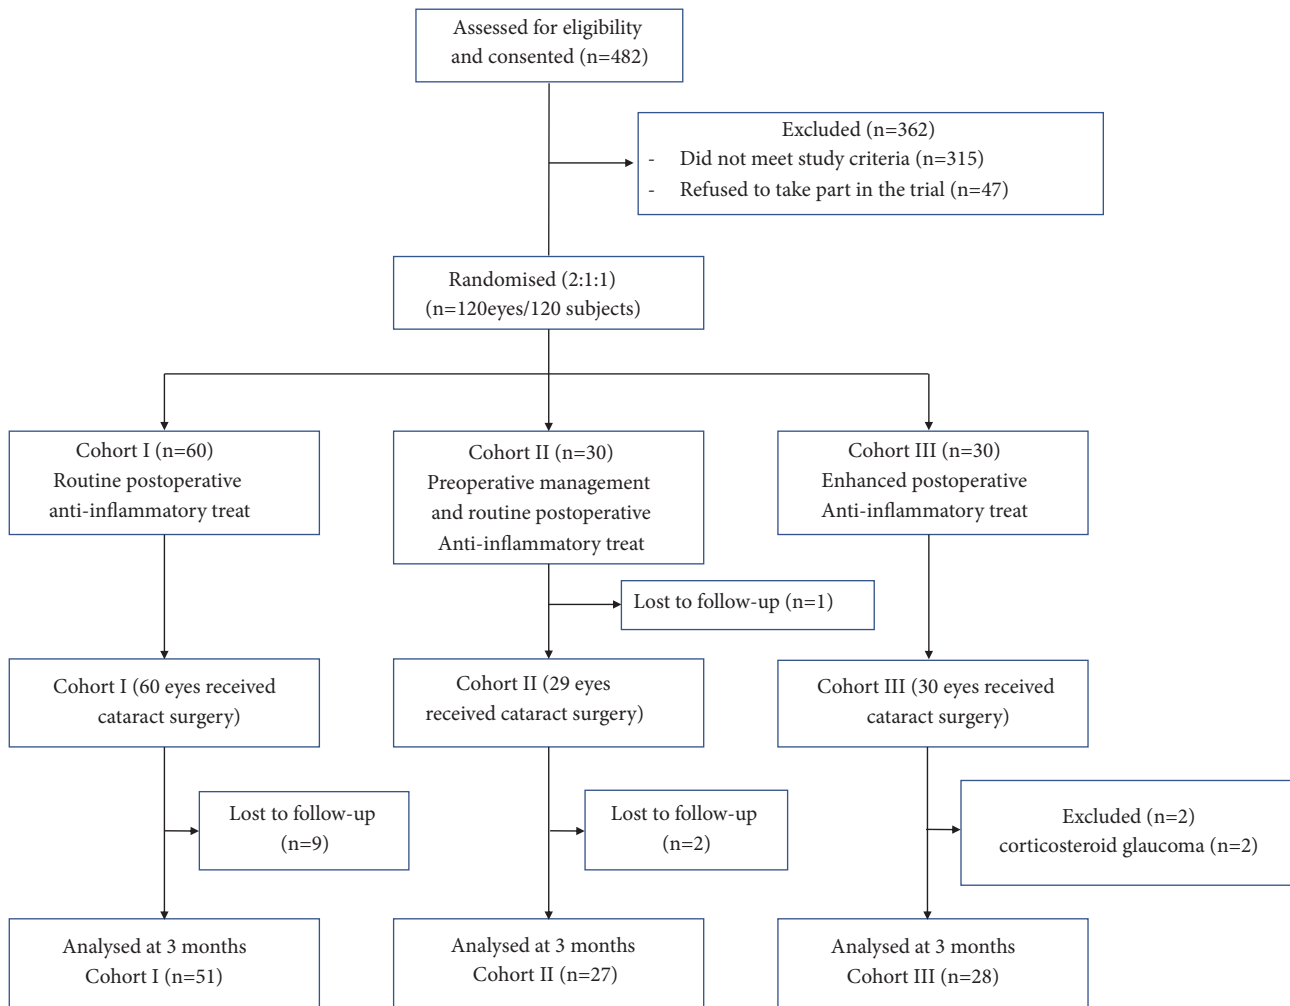 Assessed for eligibility
and consented (n=482)
Excluded (n=362)
- Did not meet study criteria (n=315)
- Refused to take part in the trial (n=47)
Randomised (2:1:1)
(n=120eyes/120 subjects)
Cohort I (n=60)
Routine postoperative
anti-inflammatory treat
Cohort II (n=30)
Preoperative management
and routine postoperative
Anti-inflammatory treat
Cohort III (n=30)
Enhanced postoperative
Anti-inflammatory treat
Lost to follow-up (n=1)
Cohort I (60 eyes received
cataract surgery)
Cohort II (29 eyes
received cataract surgery)
Cohort III (30 eyes received
cataract surgery)
Lost to follow-up
(n=9)
Lost to follow-up
(n=2)
Excluded (n=2)
corticosteroid glaucoma (n=2)
Analysed at 3 months
Cohort I (n=51)
Analysed at 3 months
Cohort II (n=27)
Analysed at 3 months
Cohort III (n=28)